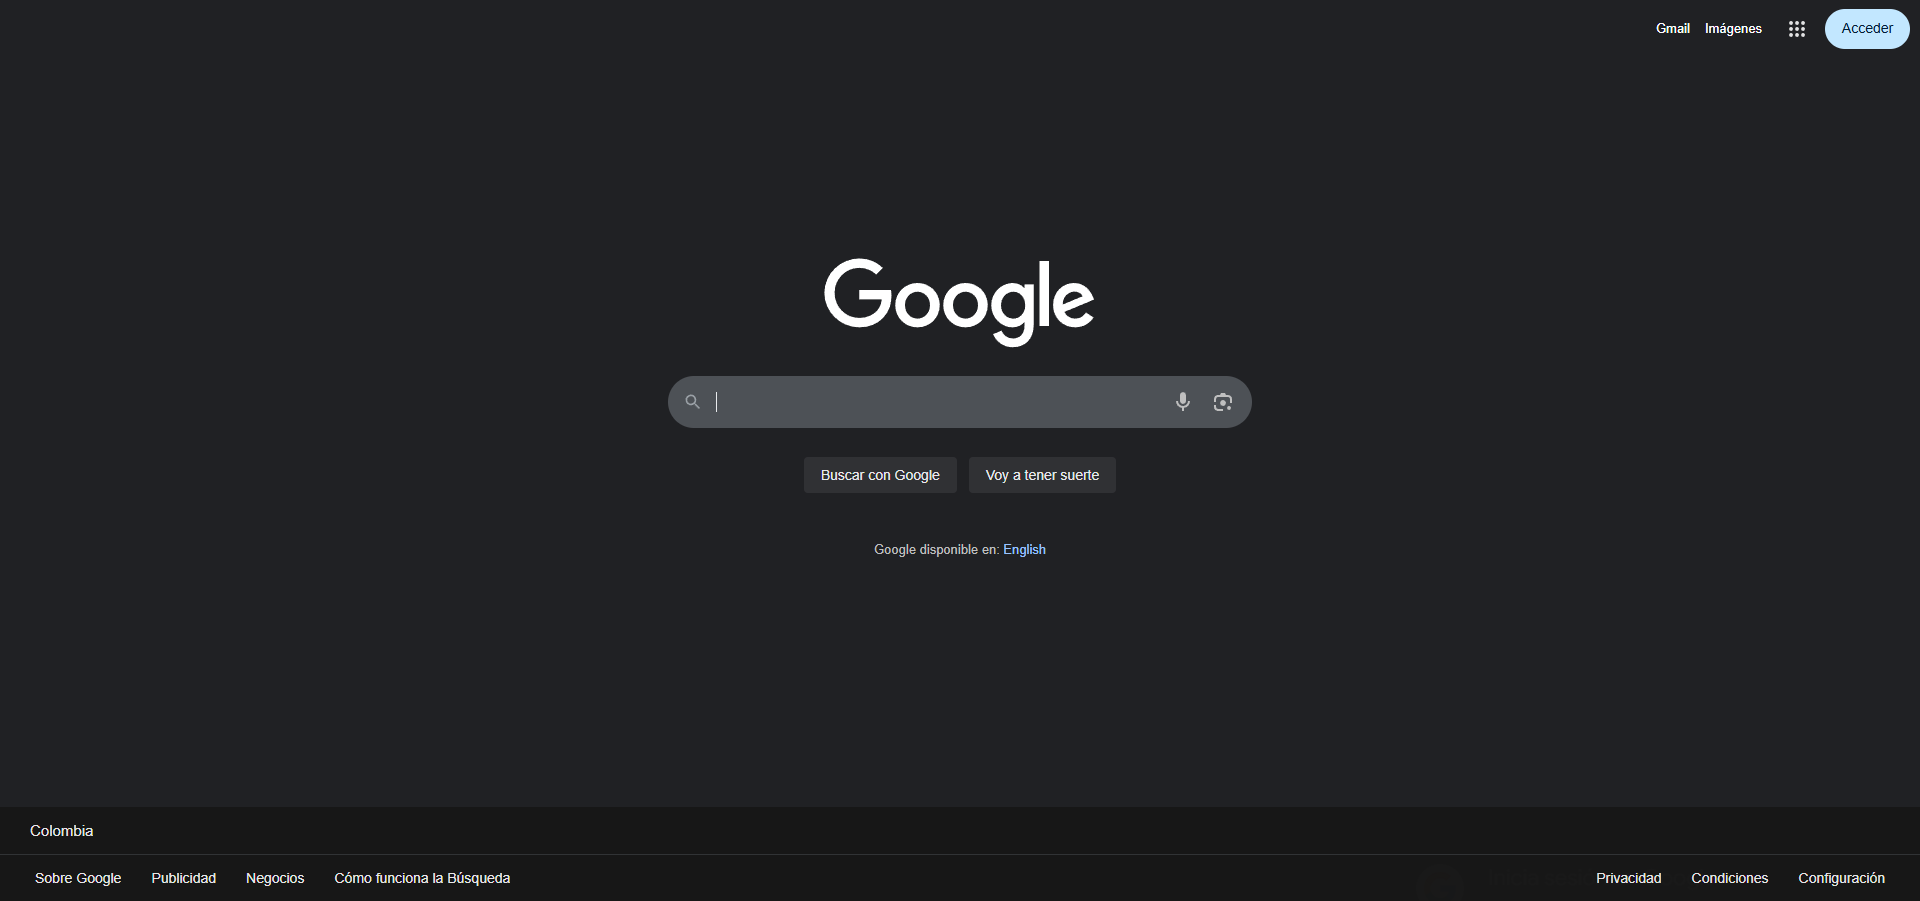 Gmail Imágenes Acceder
Google
Buscar con Google Voy a tener suerte
Google disponible en: English
Colombia
Sobre Google Publicidad Negocios Cómo funciona la Búsqueda Privacidad Condiciones Configuración